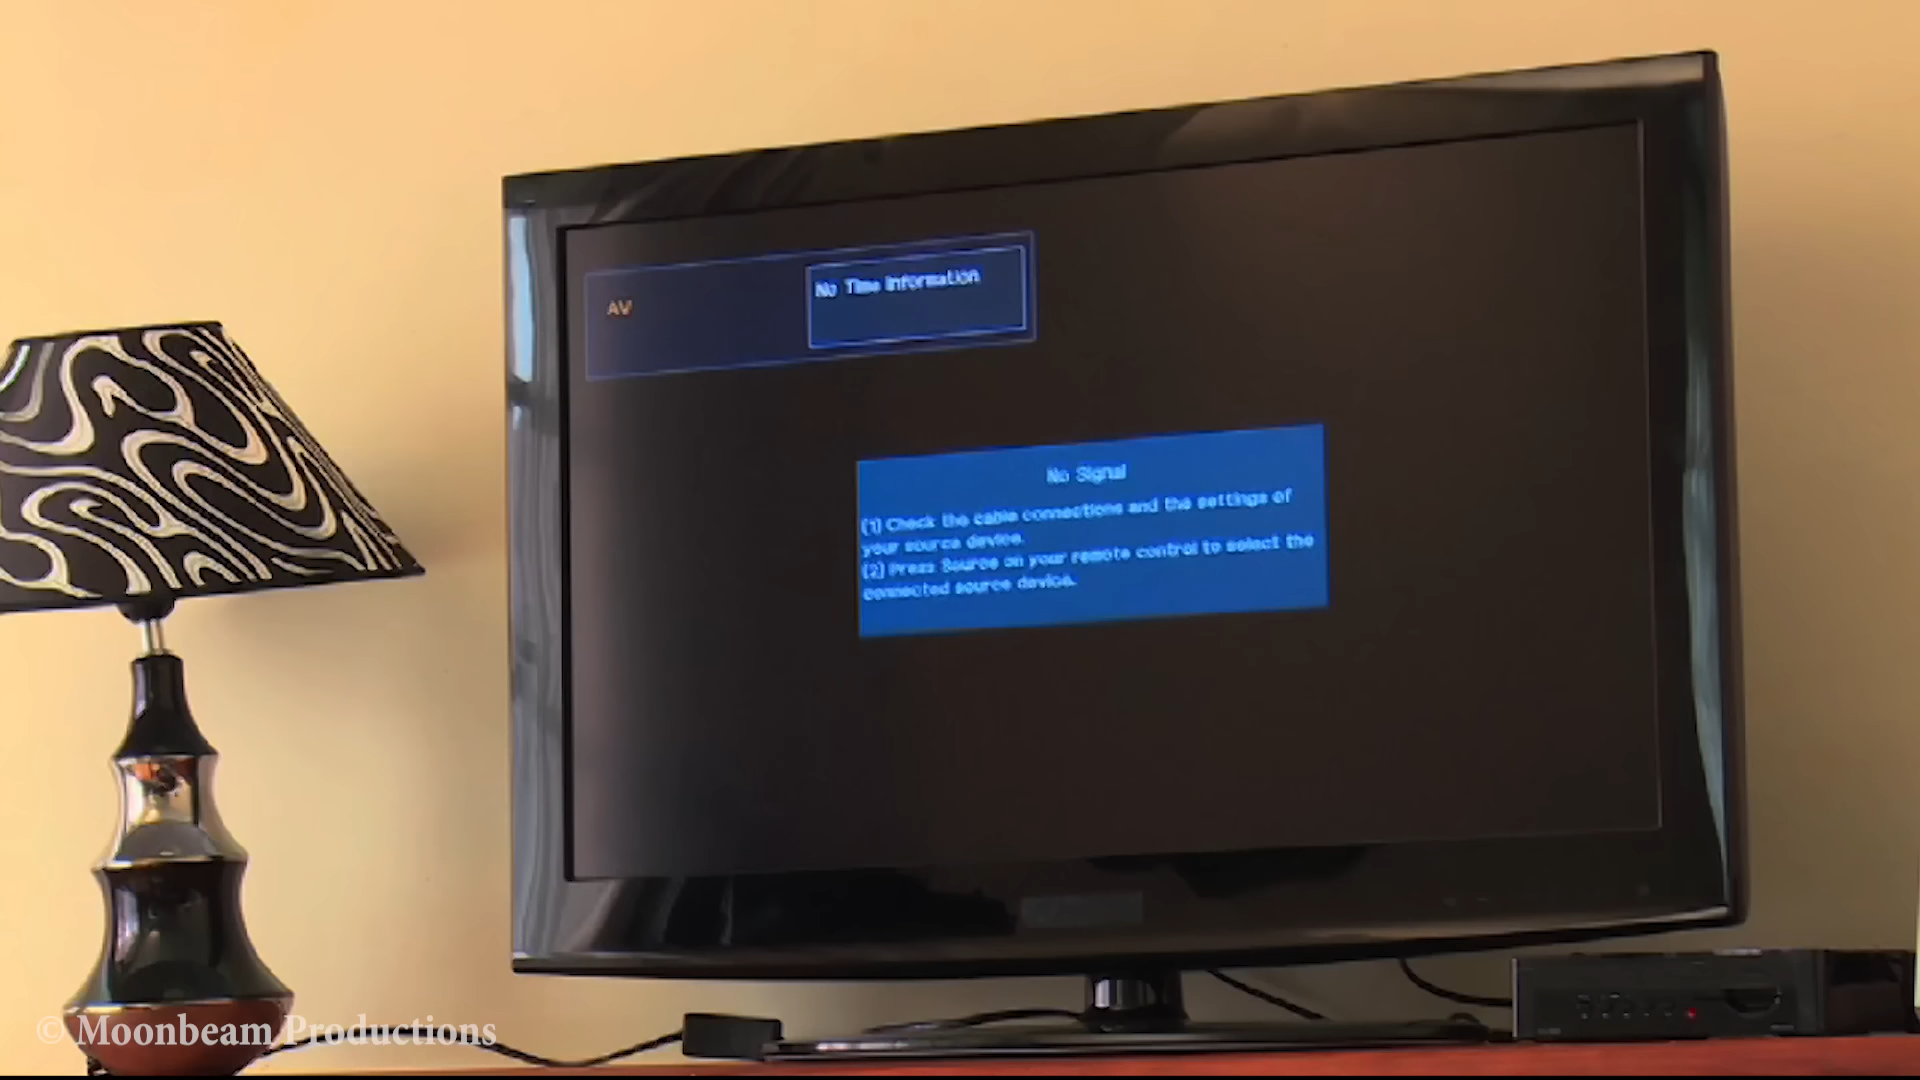 No Time Information
AV
No Signal
(1) Check the cable connections and the settings of
your source device.
(2) Press Source on your remote control to select the
connected source device.
© Moonbeam Productions